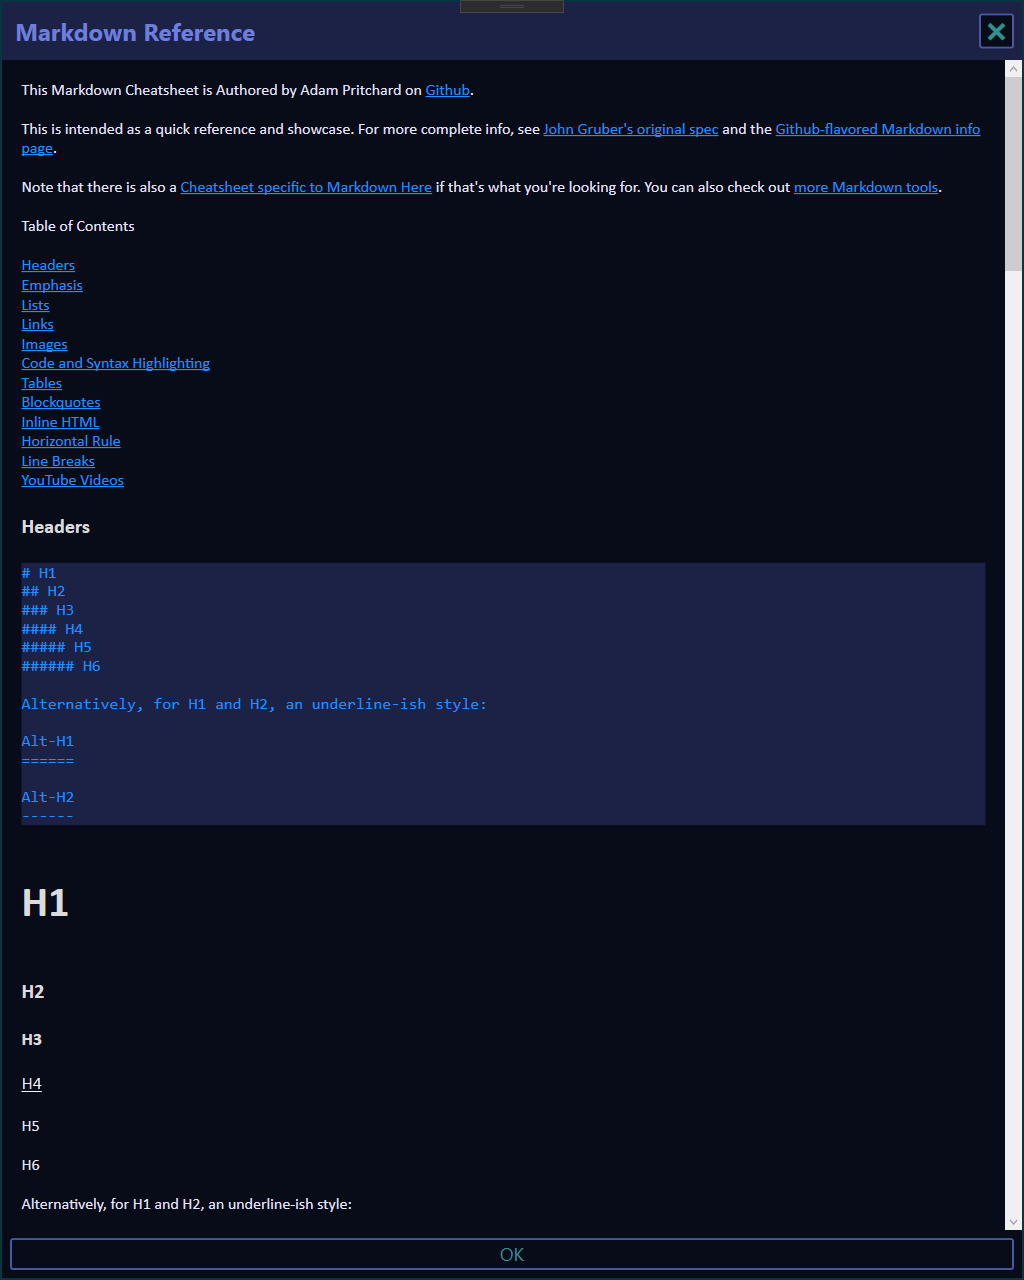 Markdown Reference
This Markdown Cheatsheet is Authored by Adam Pritchard on Github.
This is intended as a quick reference and showcase. For more complete info, see John Gruber's original spec and the Github-flavored Markdown info
page.
Note that there is also a Cheatsheet specific to Markdown Here if that's what you're looking for. You can also check out more Markdown tools.
Table of Contents
Headers
Emphasis
Lists
Links
Images
Code and Syntax Highlighting
Tables
Blockquotes
Inline HTML
Horizontal Rule
Line Breaks
YouTube Videos
Headers
# H1
## H2
### H3
#### H4
##### H5
###### H6
Alternatively, for H1 and H2, an underline-ish style:
Alt-H1
======
Alt-H2
------
H1
H2
H3
H4
H5
H6
Alternatively, for H1 and H2, an underline-ish style:
OK